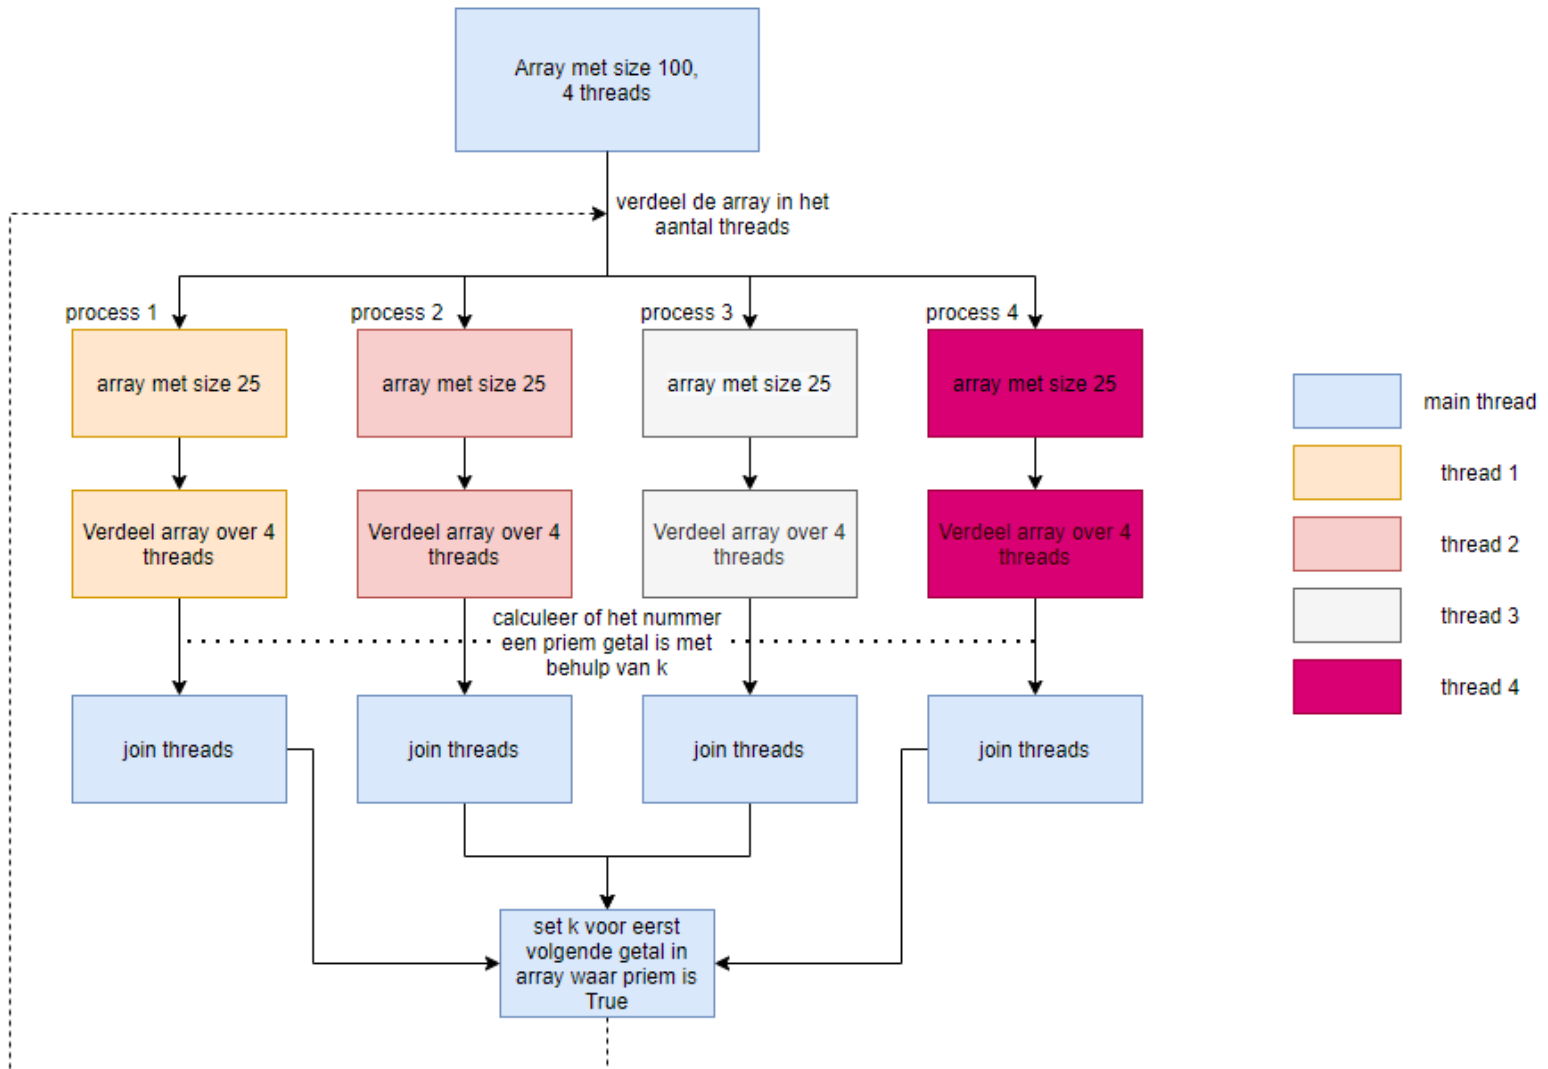 Array met size 100,
4 threads
verdeel de array in het
aantal threads
process 1
process 2
process 3
process 4
array met size 25
array met size 25
array met size 25
array met size 25
Verdeel array over 4
threads
Verdeel array over 4
threads
Verdeel array over 4
threads
Verdeel array over 4
threads
calculeer of het nummer
een priem getal is met
behulp van k
join threads
join threads
join threads
join threads
set k voor eerst
volgende getal in
array waar priem is
True
main thread
thread 1
thread 2
thread 3
thread 4